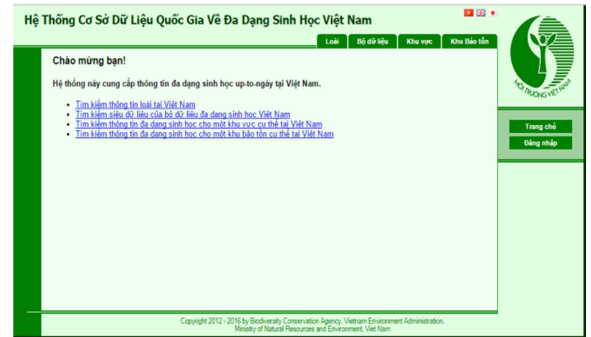 Hệ Thống Cơ Sở Dữ Liệu Quốc Gia Về Đa Dạng Sinh Học Việt Nam
Loài Bộ dữ liệu Khu vực Khu Bảo tồn
Chào mừng bạn!
Hệ thống này cung cấp thông tin đa dạng sinh học up-to-ngày tại Việt Nam.
Tìm kiếm thông tin loài tại Việt Nam
Tìm kiếm siêu dữ liệu của bộ dữ liệu đa dạng sinh học Việt Nam
Tìm kiếm thông tin đa dạng sinh học cho một khu vực cụ thể tại Việt Nam
Tìm kiếm thông tin đa dạng sinh học cho một khu bảo tồn cụ thể tại Việt Nam
MÔI TRƯỜNG VIỆT NAM
Trang chủ
Đăng nhập
Copyright 2012 - 2016 by Biodiversity Conservation Agency, Vietnam Environment Administration,
Ministry of Natural Resources and Environment, Viet Nam